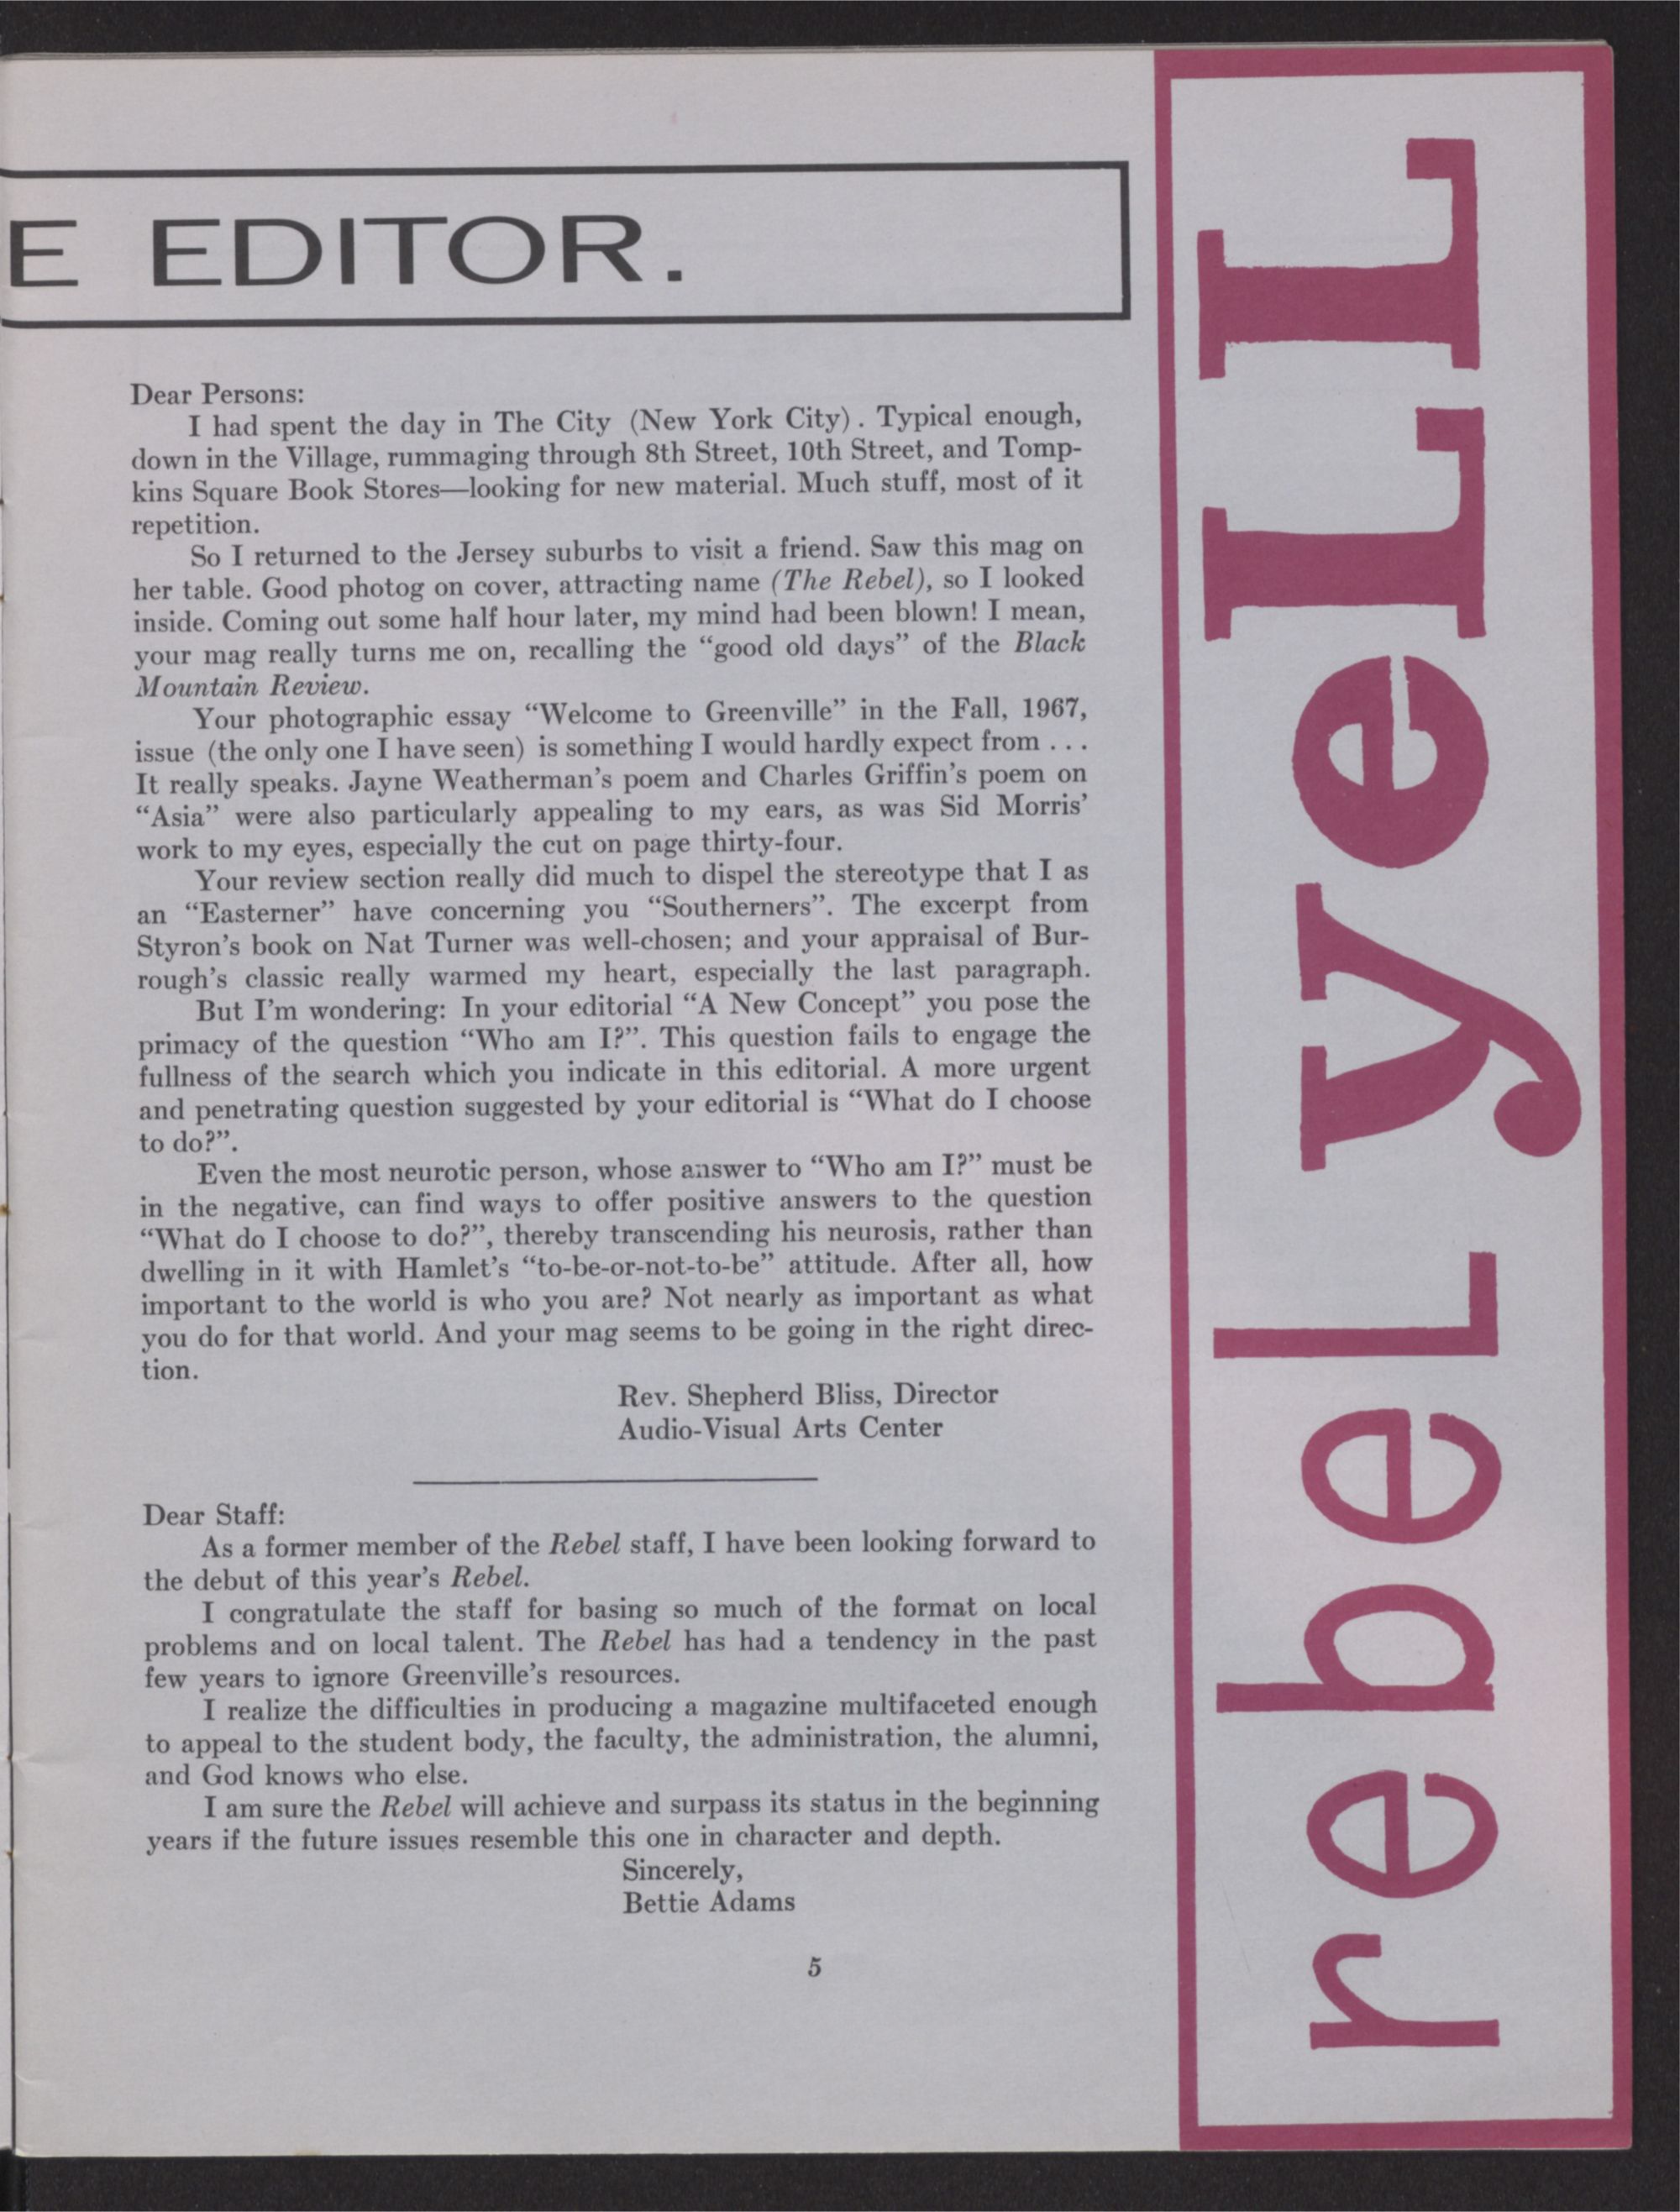 E EDITOR.
Dear Persons:
I had spent the day in The City (New York City). Typical enough,
down in the Village, rummaging through 8th Street, 10th Street, and Tomp-
kins Square Book Stores—looking for new material. Much stuff, most of it
repetition.
So I returned to the Jersey suburbs to visit a friend. Saw this mag on
her table. Good photog on cover, attracting name (The Rebel), so I looked
inside. Coming out some half hour later, my mind had been blown! I mean,
your mag really turns me on, recalling the “good old days” of the Black
Mountain Review.
Your photographic essay “Welcome to Greenville” in the Fall, 1967,
issue (the only one I have seen) is something I would hardly expect from . . .
It really speaks. Jayne Weatherman’s poem and Charles Griffin’s poem on
“Asia” were also particularly appealing to my ears, as was Sid Morris’
work to my eyes, especially the cut on page thirty-four.
Your review section really did much to dispel the stereotype that I as
an “Easterner” have concerning you “Southerners”. The excerpt from
Styron’s book on Nat Turner was well-chosen; and your appraisal of Bur-
rough’s classic really warmed my heart, especially the last paragraph.
But I’m wondering: In your editorial “A New Concept” you pose the
primacy of the question “Who am I?”. This question fails to engage the
fullness of the search which you indicate in this editorial. A more urgent
and penetrating question suggested by your editorial is “What do I choose
to do?”.
Even the most neurotic person, whose answer to “Who am I?” must be
in the negative, can find ways to offer positive answers to the question
“What do I choose to do?”, thereby transcending his neurosis, rather than
dwelling in it with Hamlet’s “to-be-or-not-to-be” attitude. After all, how
important to the world is who you are? Not nearly as important as what
you do for that world. And your mag seems to be going in the right direc-
tion.
Rev. Shepherd Bliss, Director
Audio-Visual Arts Center
Dear Staff:
As a former member of the Rebel staff, I have been looking forward to
the debut of this year’s Rebel.
I congratulate the staff for basing so much of the format on local
problems and on local talent. The Rebel has had a tendency in the past
few years to ignore Greenville’s resources.
I realize the difficulties in producing a magazine multifaceted enough
to appeal to the student body, the faculty, the administration, the alumni,
and God knows who else.
I am sure the Rebel will achieve and surpass its status in the beginning
years if the future issues resemble this one in character and depth.
Sincerely,
Bettie Adams
5
rebeL yeLL